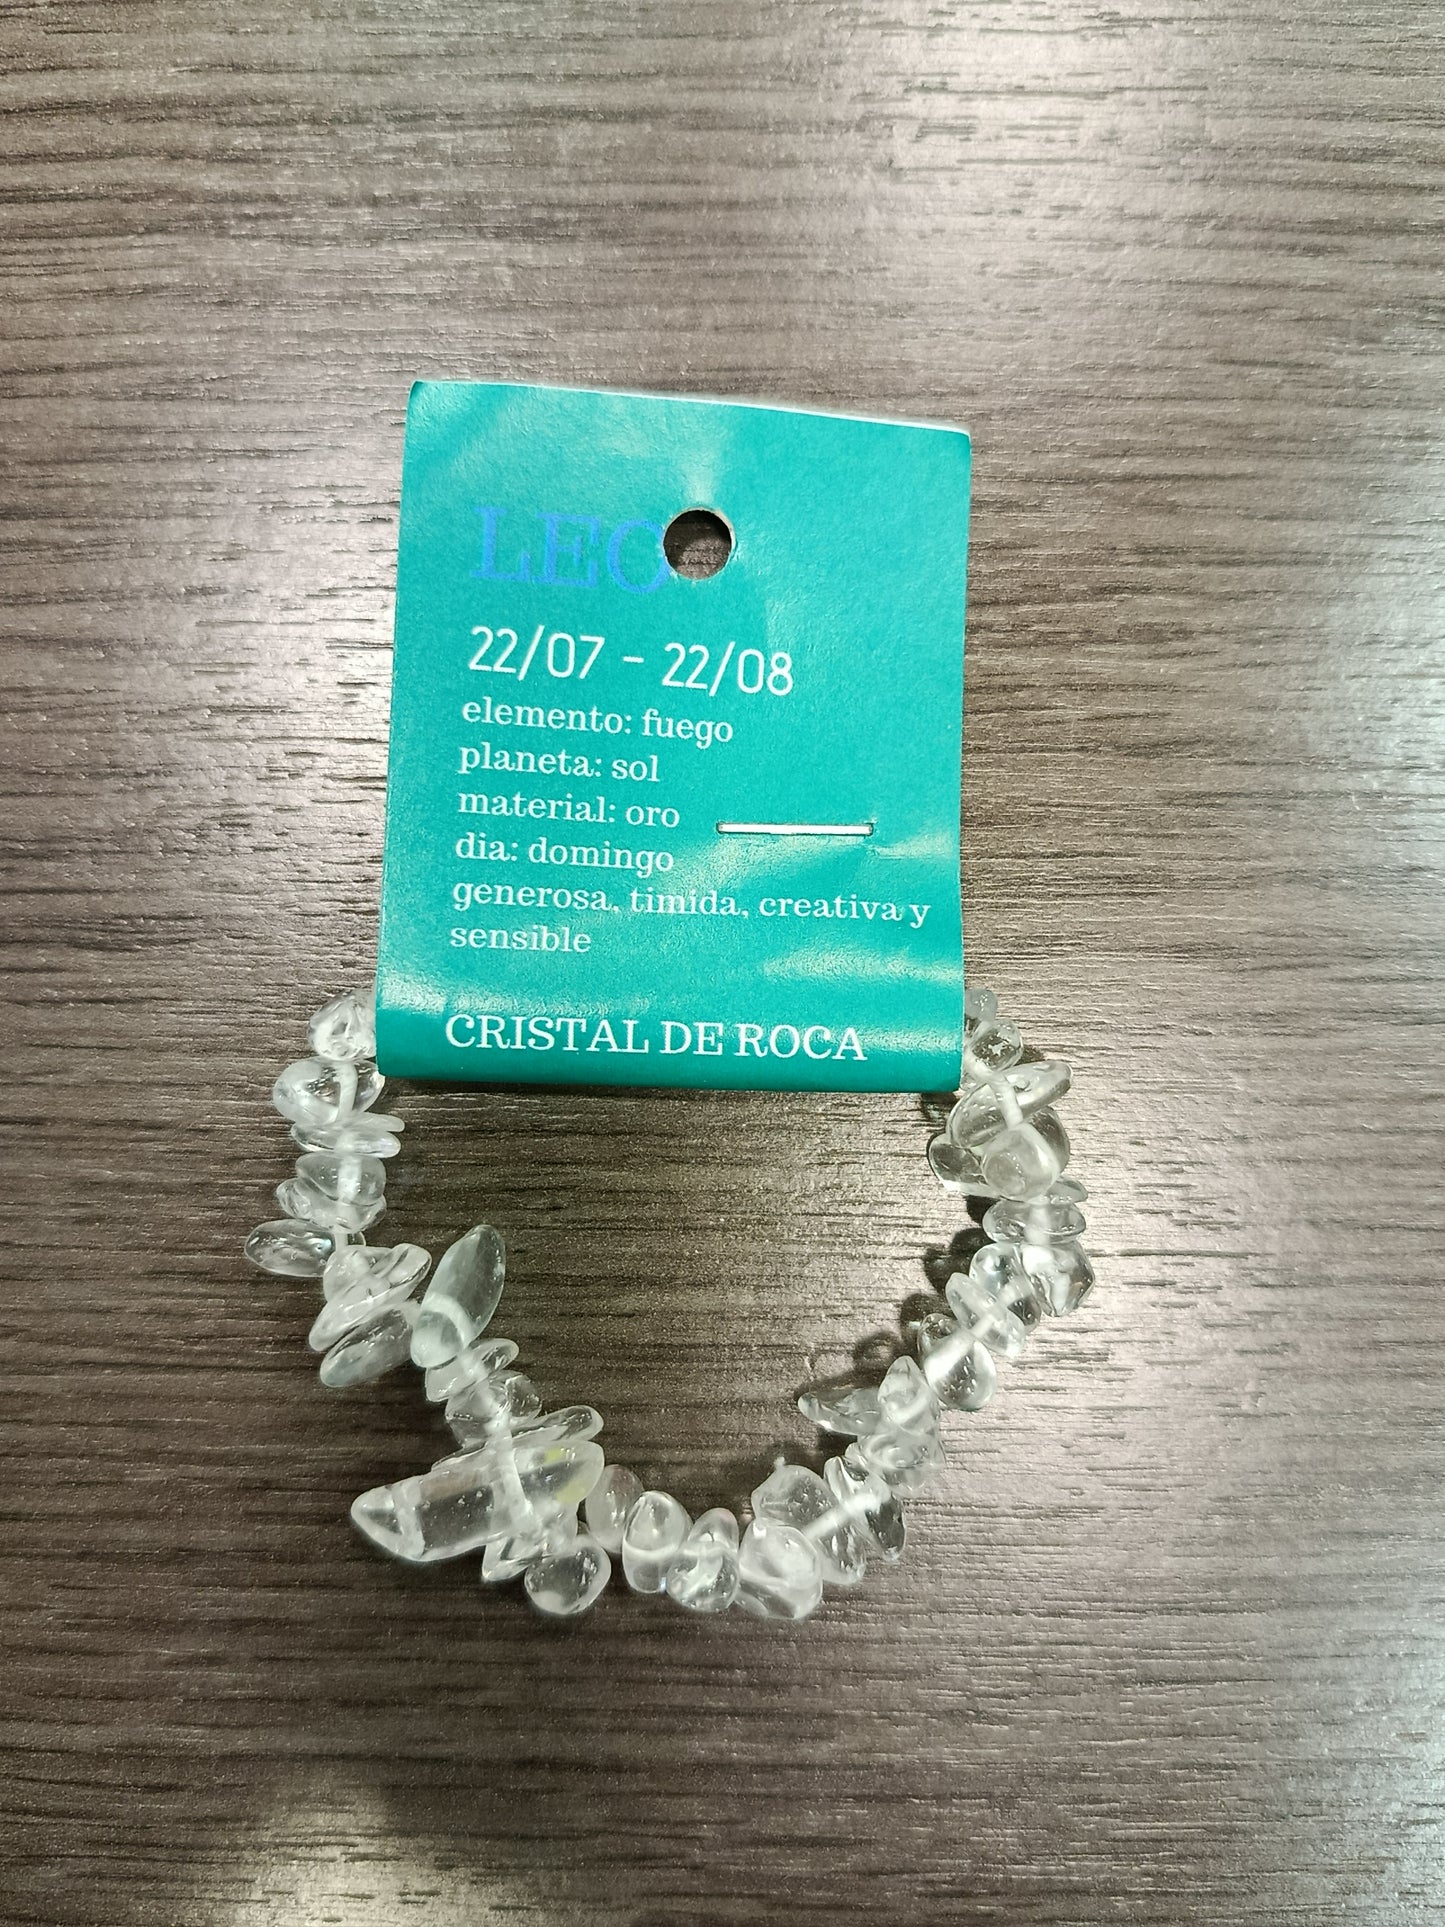 LEO
22/07 - 22/08
elemento: fuego
planeta: sol
material: oro
dia: domingo
generosa, timida, creativa y
sensible
CRISTAL DE ROCA